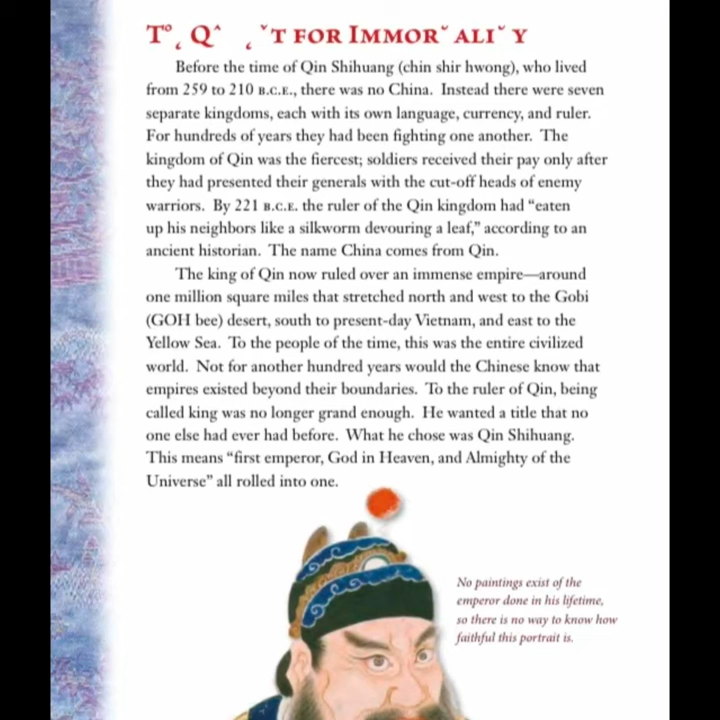 FOR IMMORTALITY
Before the time of Qin Shihuang (chin shir hwong), who lived
from 259 to 210 B.C.E., there was no China. Instead there were seven
separate kingdoms, each with its own language, currency, and ruler.
For hundreds of years they had been fighting one another. The
kingdom of Qin was the fiercest; soldiers received their pay only after
they had presented their generals with the cut-off heads of enemy
warriors. By 221 B.C.E. the ruler of the Qin kingdom had “eaten
up his neighbors like a silkworm devouring a leaf,” according to an
ancient historian. The name China comes from Qin.
The king of Qin now ruled over an immense empire—around
one million square miles that stretched north and west to the Gobi
(GOH bee) desert, south to present-day Vietnam, and east to the
Yellow Sea. To the people of the time, this was the entire civilized
world. Not for another hundred years would the Chinese know that
empires existed beyond their boundaries. To the ruler of Qin, being
called king was no longer grand enough. He wanted a title that no
one else had ever had before. What he chose was Qin Shihuang.
This means “first emperor, God in Heaven, and Almighty of the
Universe” all rolled into one.
No paintings exist of the
emperor done in his lifetime,
so there is no way to know how
faithful this portrait is.